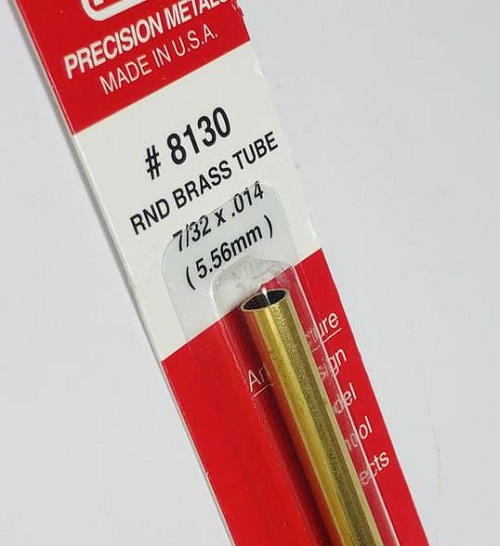 PRECISION METALS
MADE IN U.S.A.
# 8130
RND BRASS TUBE
7/32 x .014
( 5.56mm )